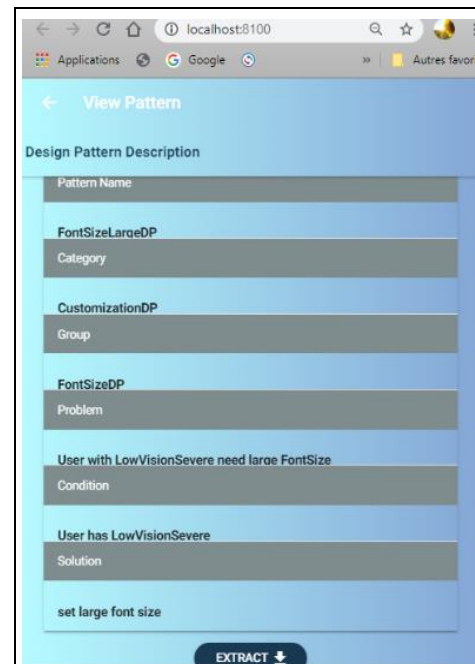 localhost:8100
Applications Google » Autres favor
View Pattern
Design Pattern Description
Pattern Name
FontSizeLargeDP
Category
CustomizationDP
Group
FontSizeDP
Problem
User with LowVisionSevere need large FontSize
Condition
User has LowVisionSevere
Solution
set large font size
EXTRACT